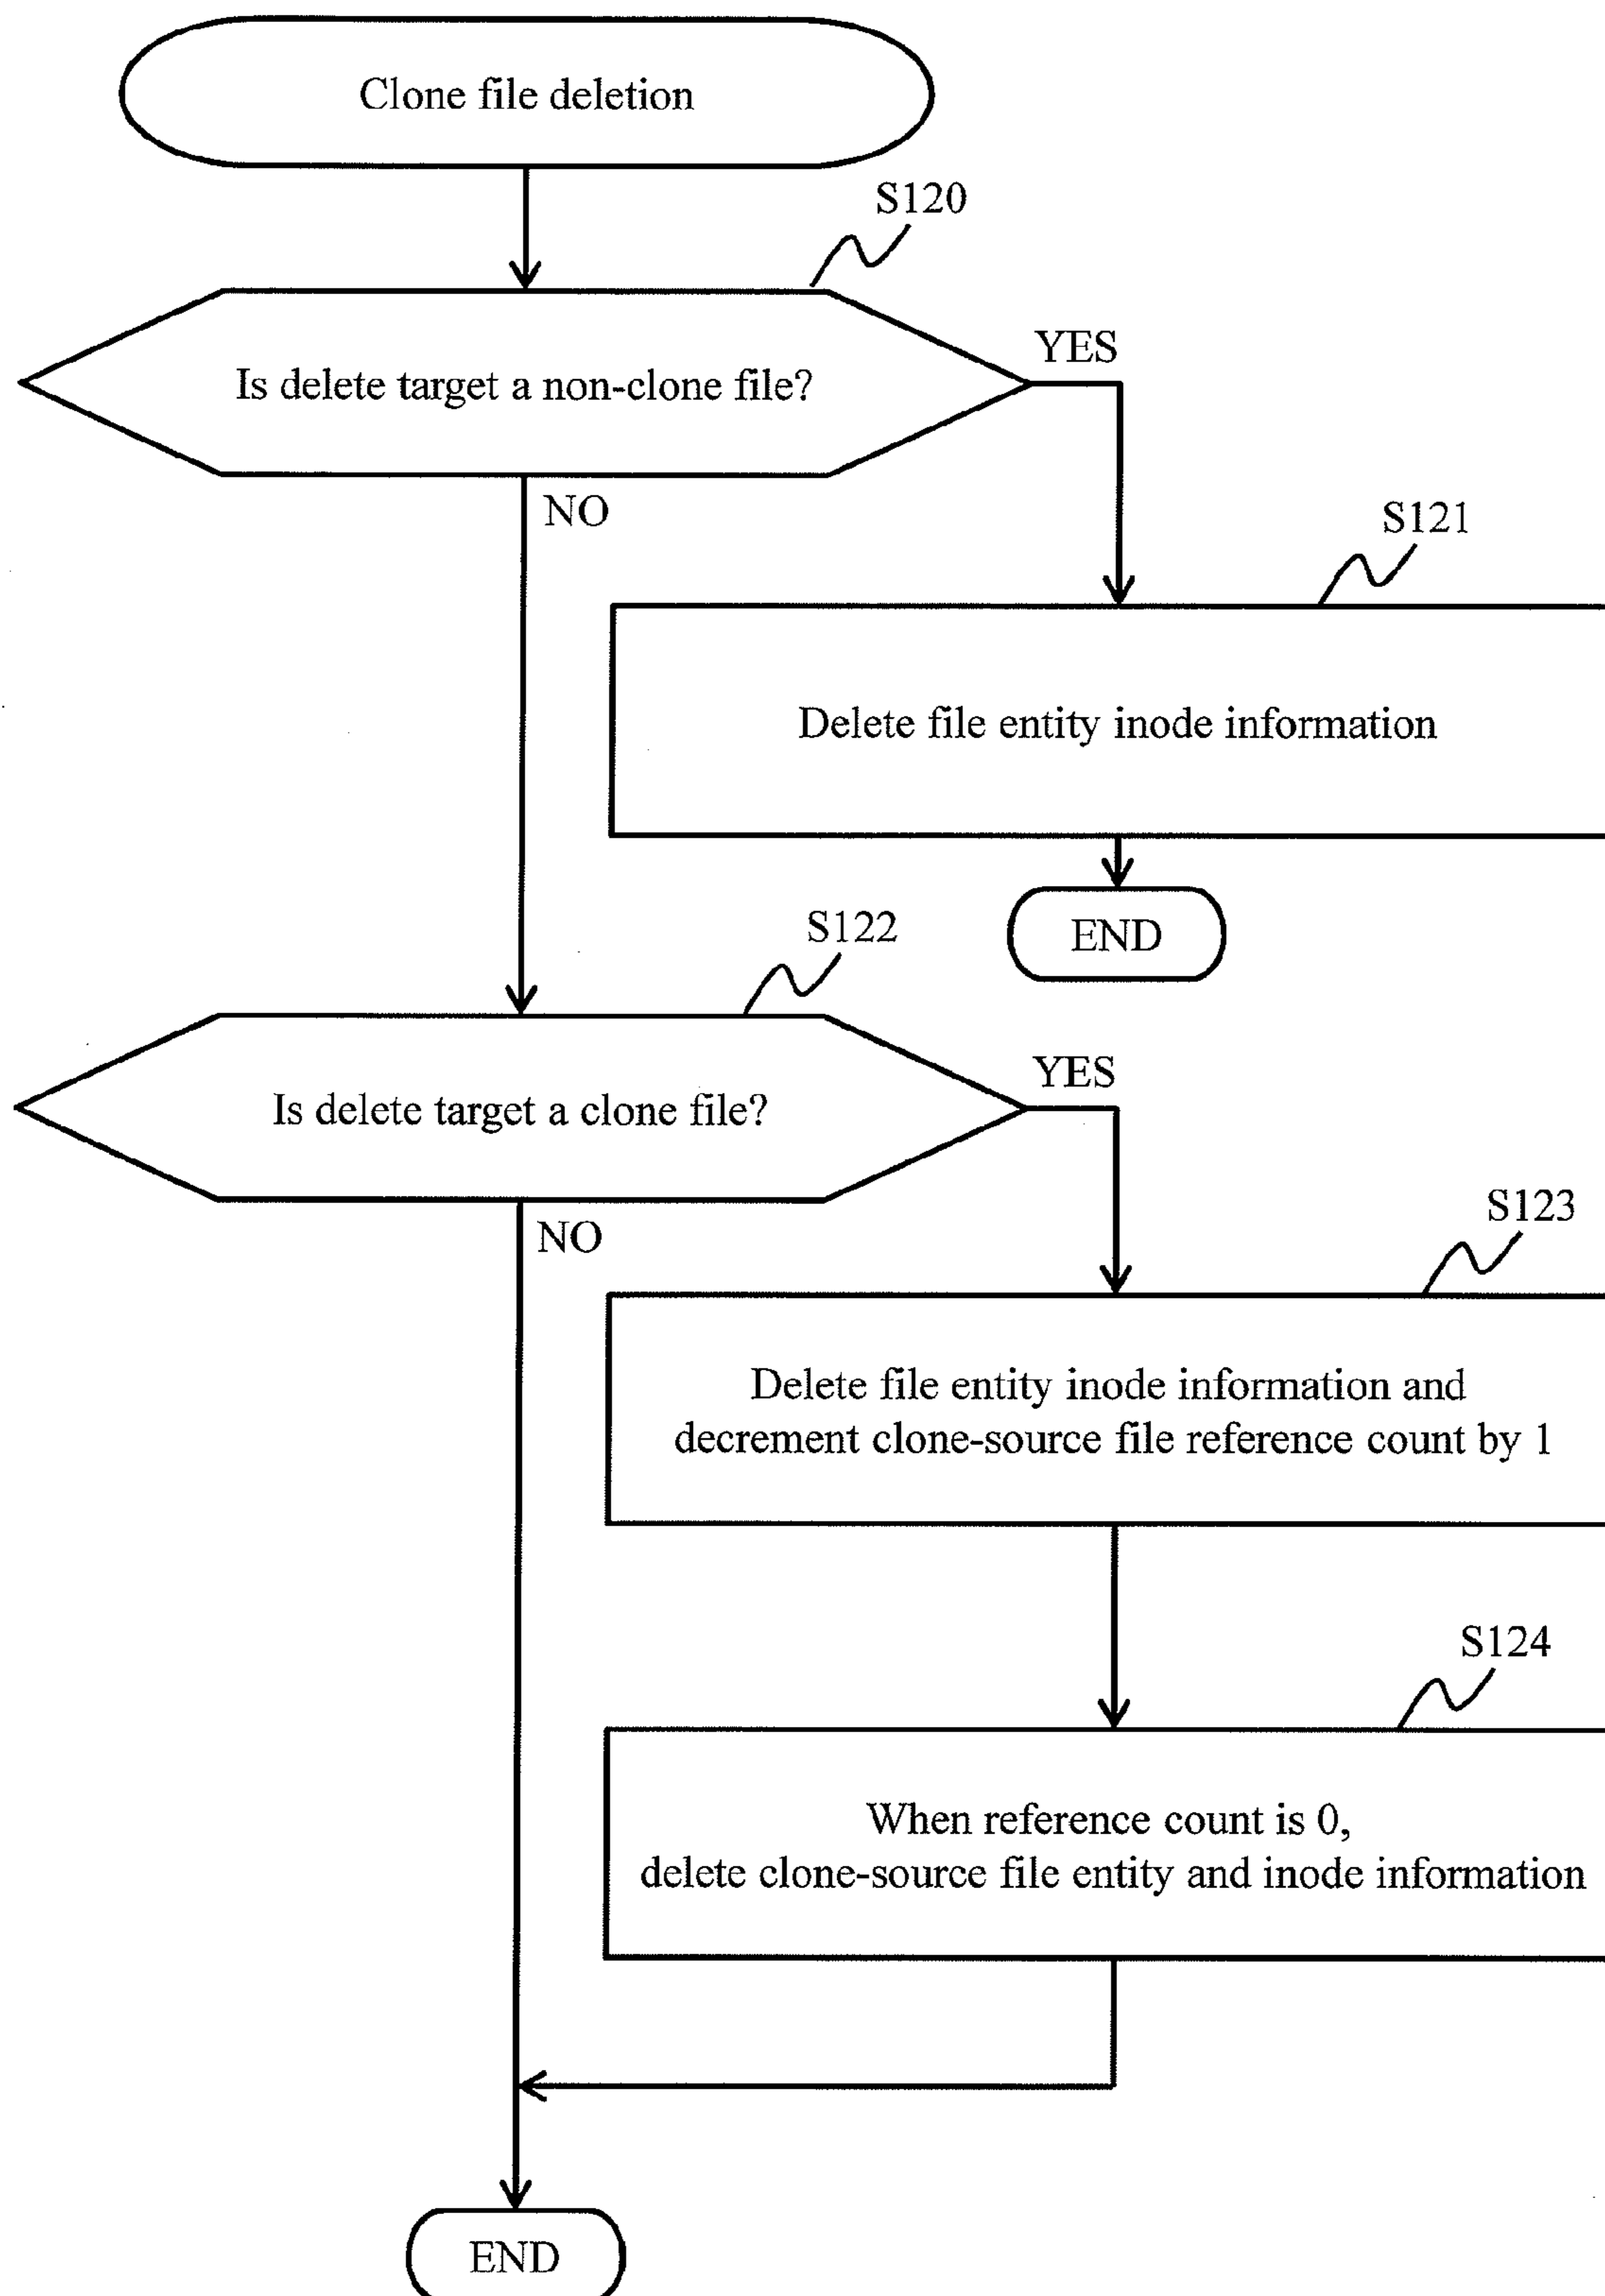 Clone file deletion
S120
Is delete target a non-clone file?
YES
NO
S121
Delete file entity inode information
END
S122
Is delete target a clone file?
YES
NO
S123
Delete file entity inode information and
decrement clone-source file reference count by 1
S124
When reference count is 0,
delete clone-source file entity and inode information
END